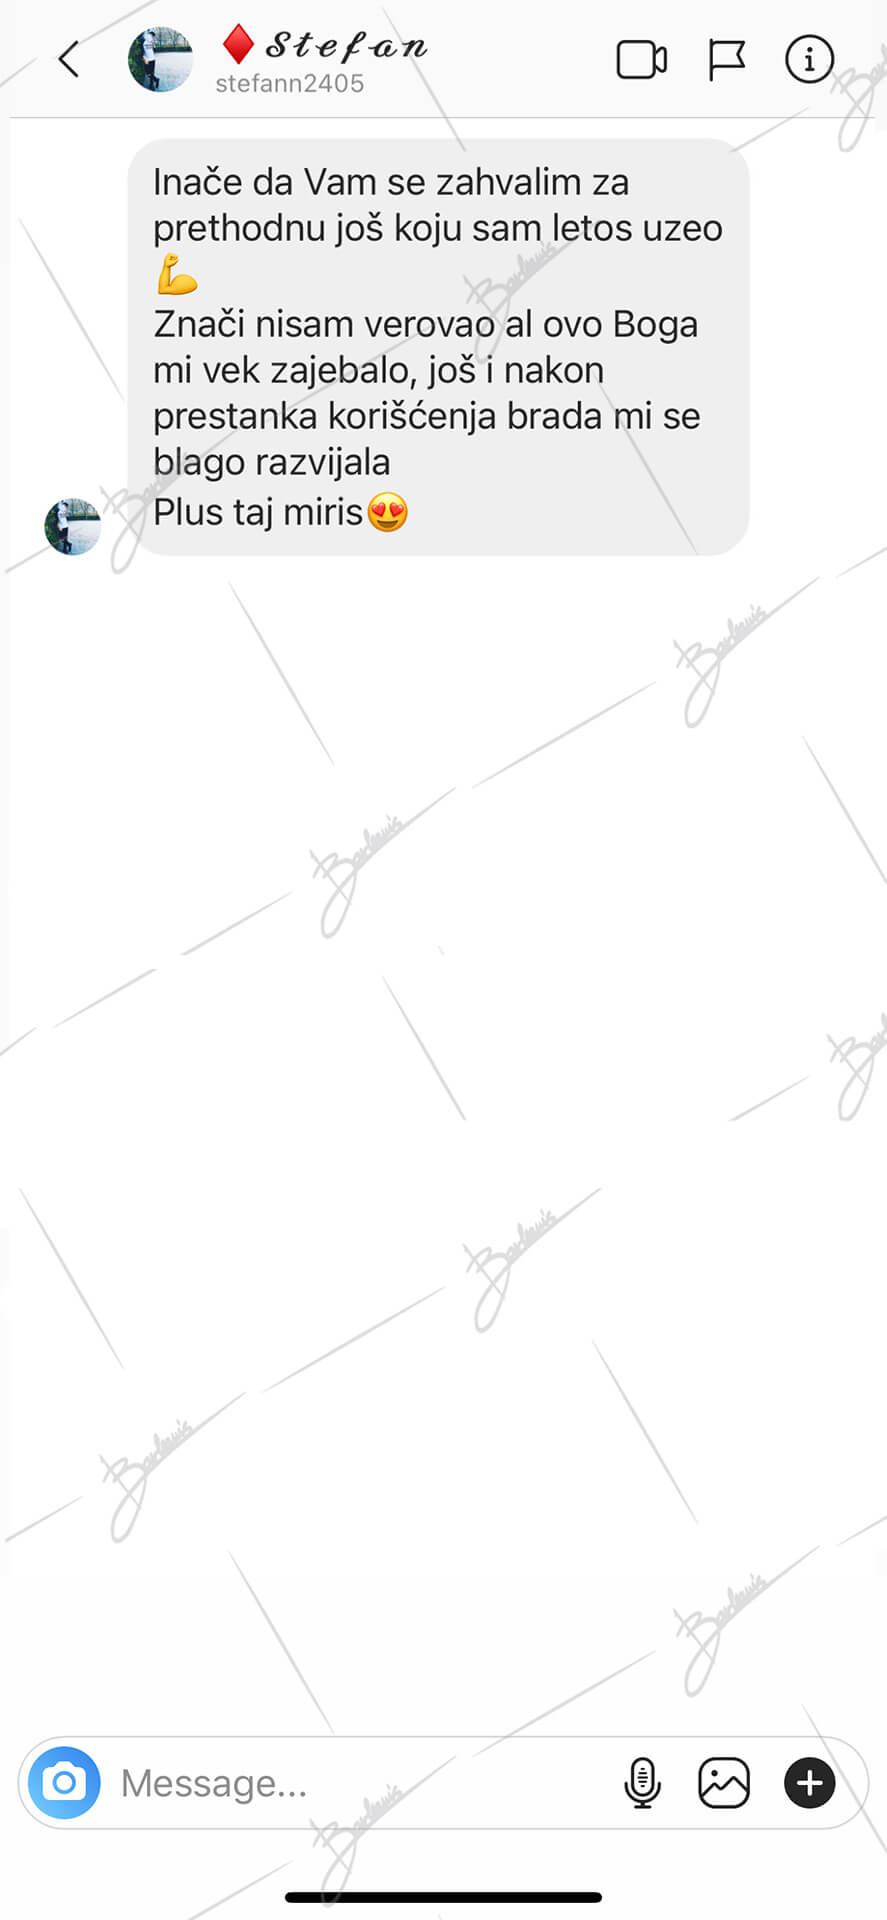 ♦️ Stefan
stefann2405
Inače da Vam se zahvalim za
prethodnu još koju sam letos uzeo
💪
Znači nisam verovao al ovo Boga
mi vek zajebalo, još i nakon
prestanka korišćenja brada mi se
blago razvijala
Plus taj miris😍
Message...